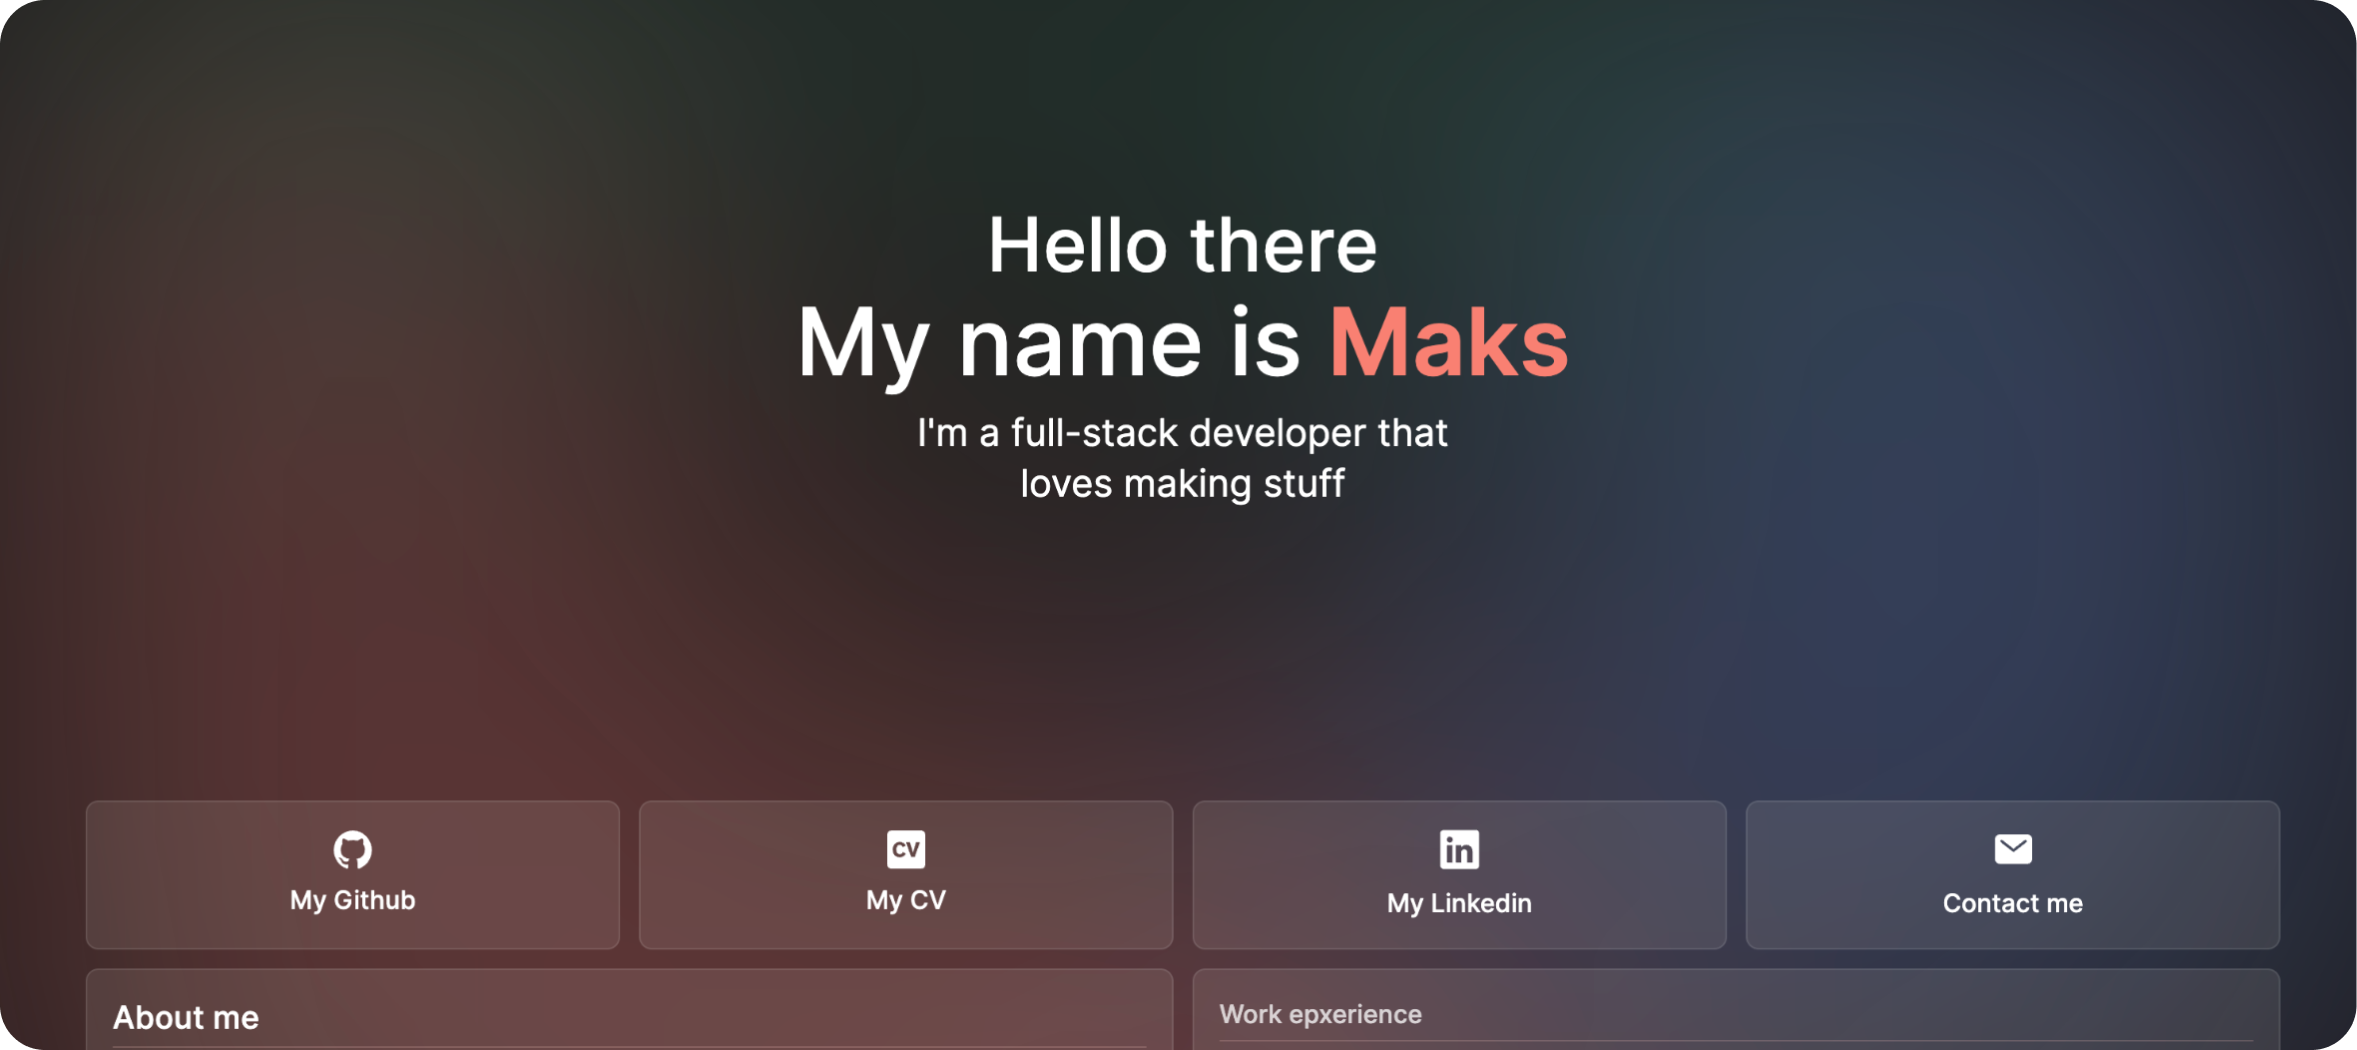 Hello there
My name is Maks
I'm a full-stack developer that
loves making stuff
My Github
CV
My CV
in
My Linkedin
Contact me
About me
Work epxerience